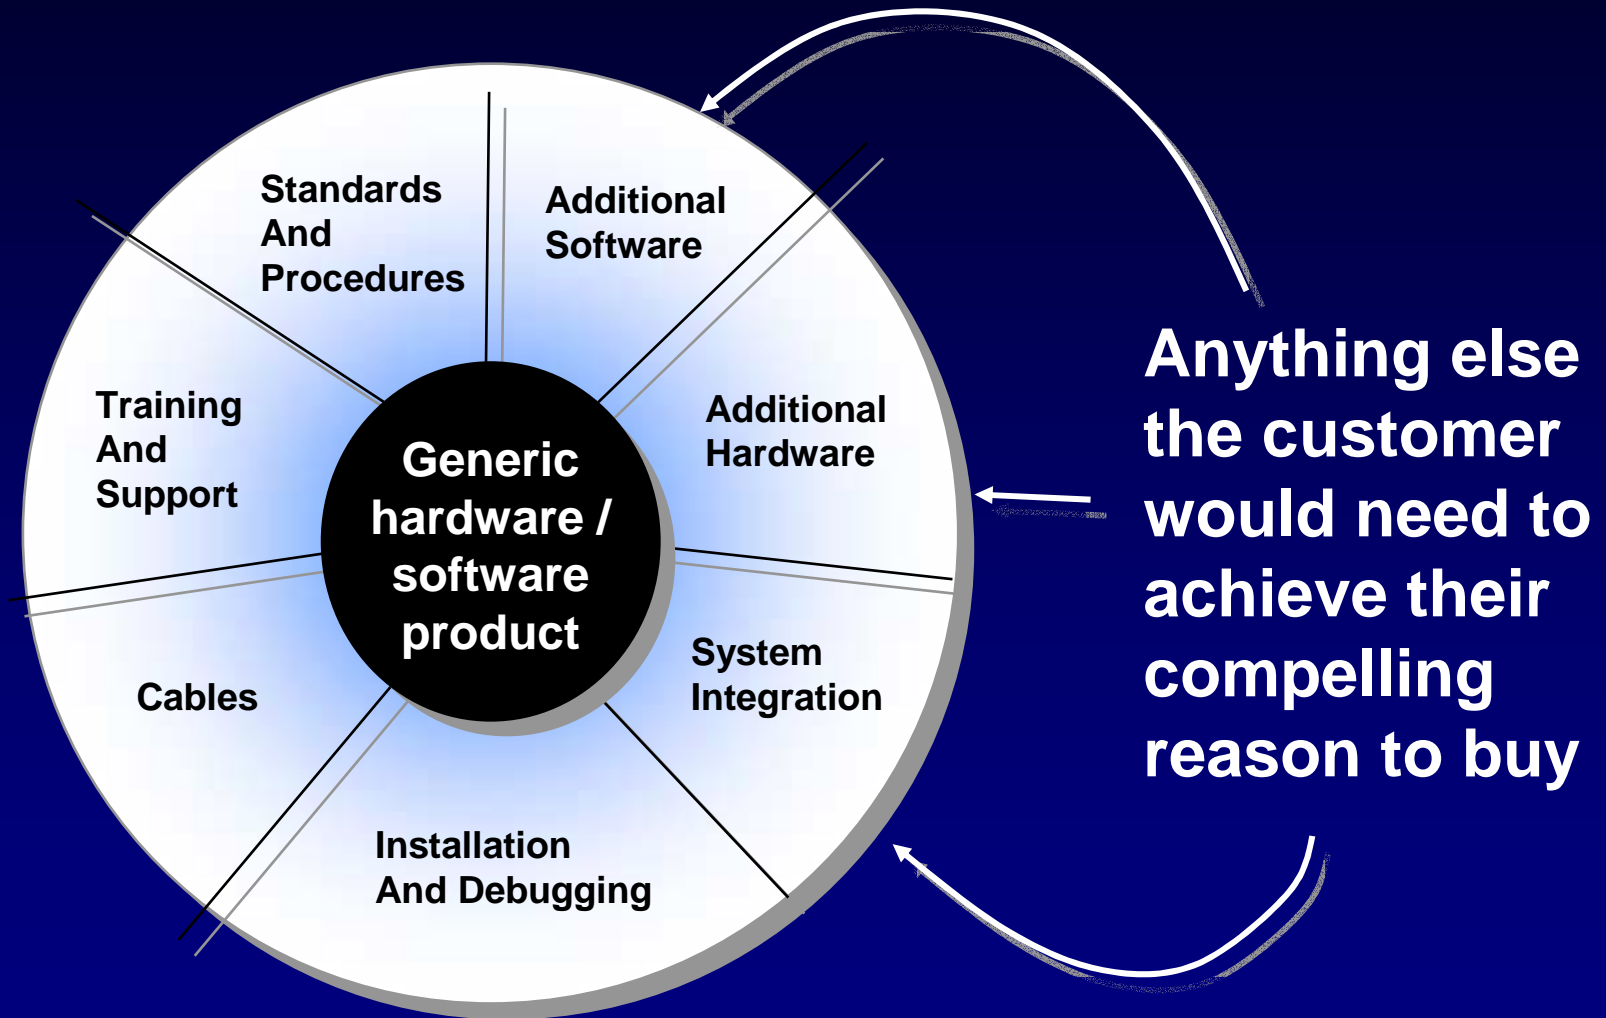 Standards
And
Procedures
Additional
Software
Training
And
Support
Additional
Hardware
Generic
hardware /
software
product
Cables
System
Integration
Installation
And Debugging
Anything else
the customer
would need to
achieve their
compelling
reason to buy